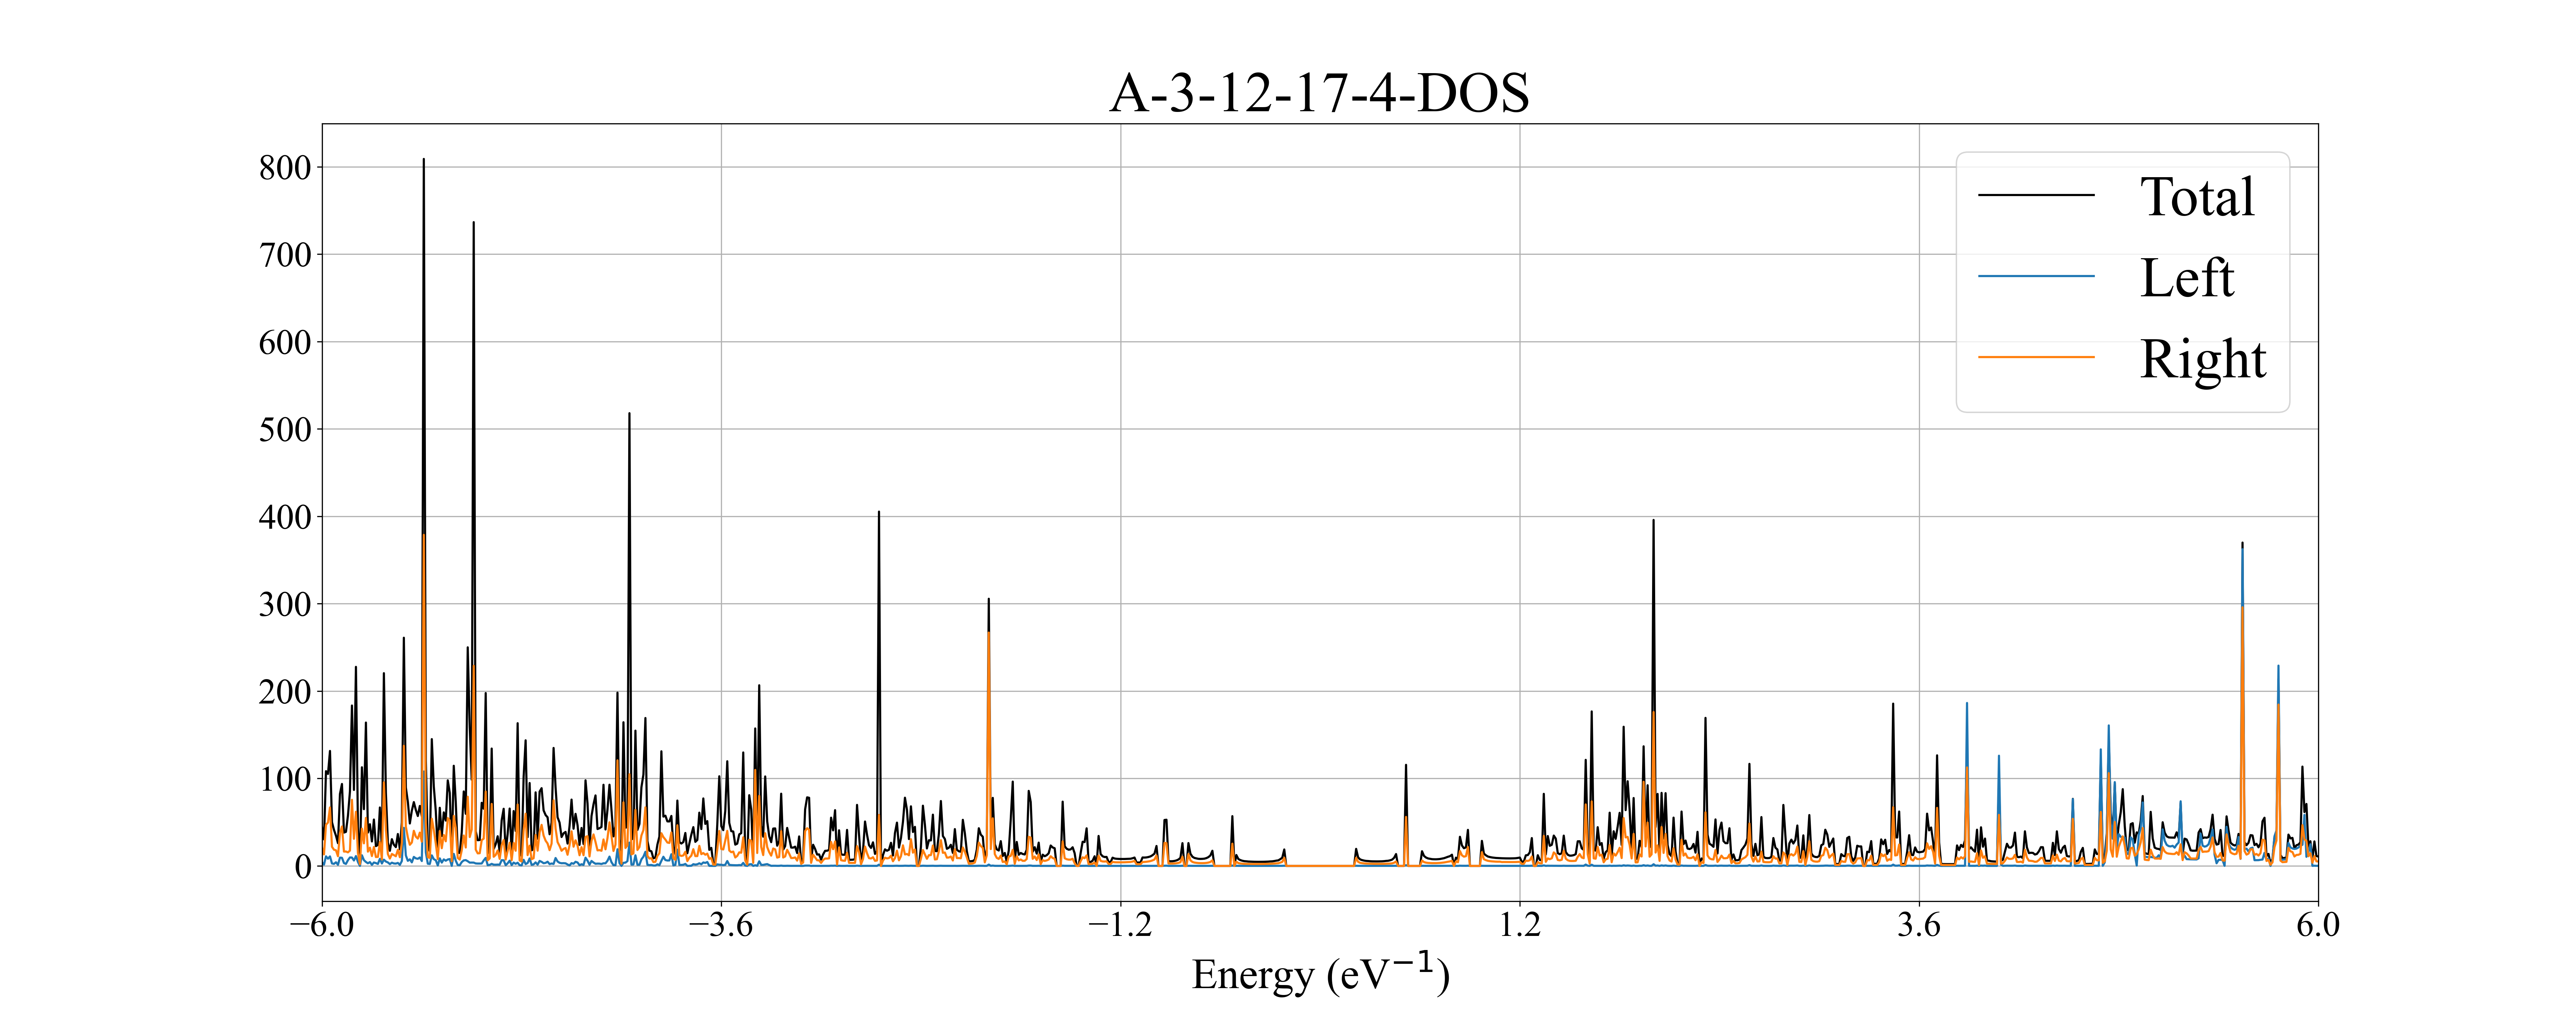 A-3-12-17-4-DOS
800
700
600
500
400
300
200
100
0
Total
Left
Right
−6.0 −3.6 −1.2 1.2 3.6 6.0
Energy (eV⁻¹)